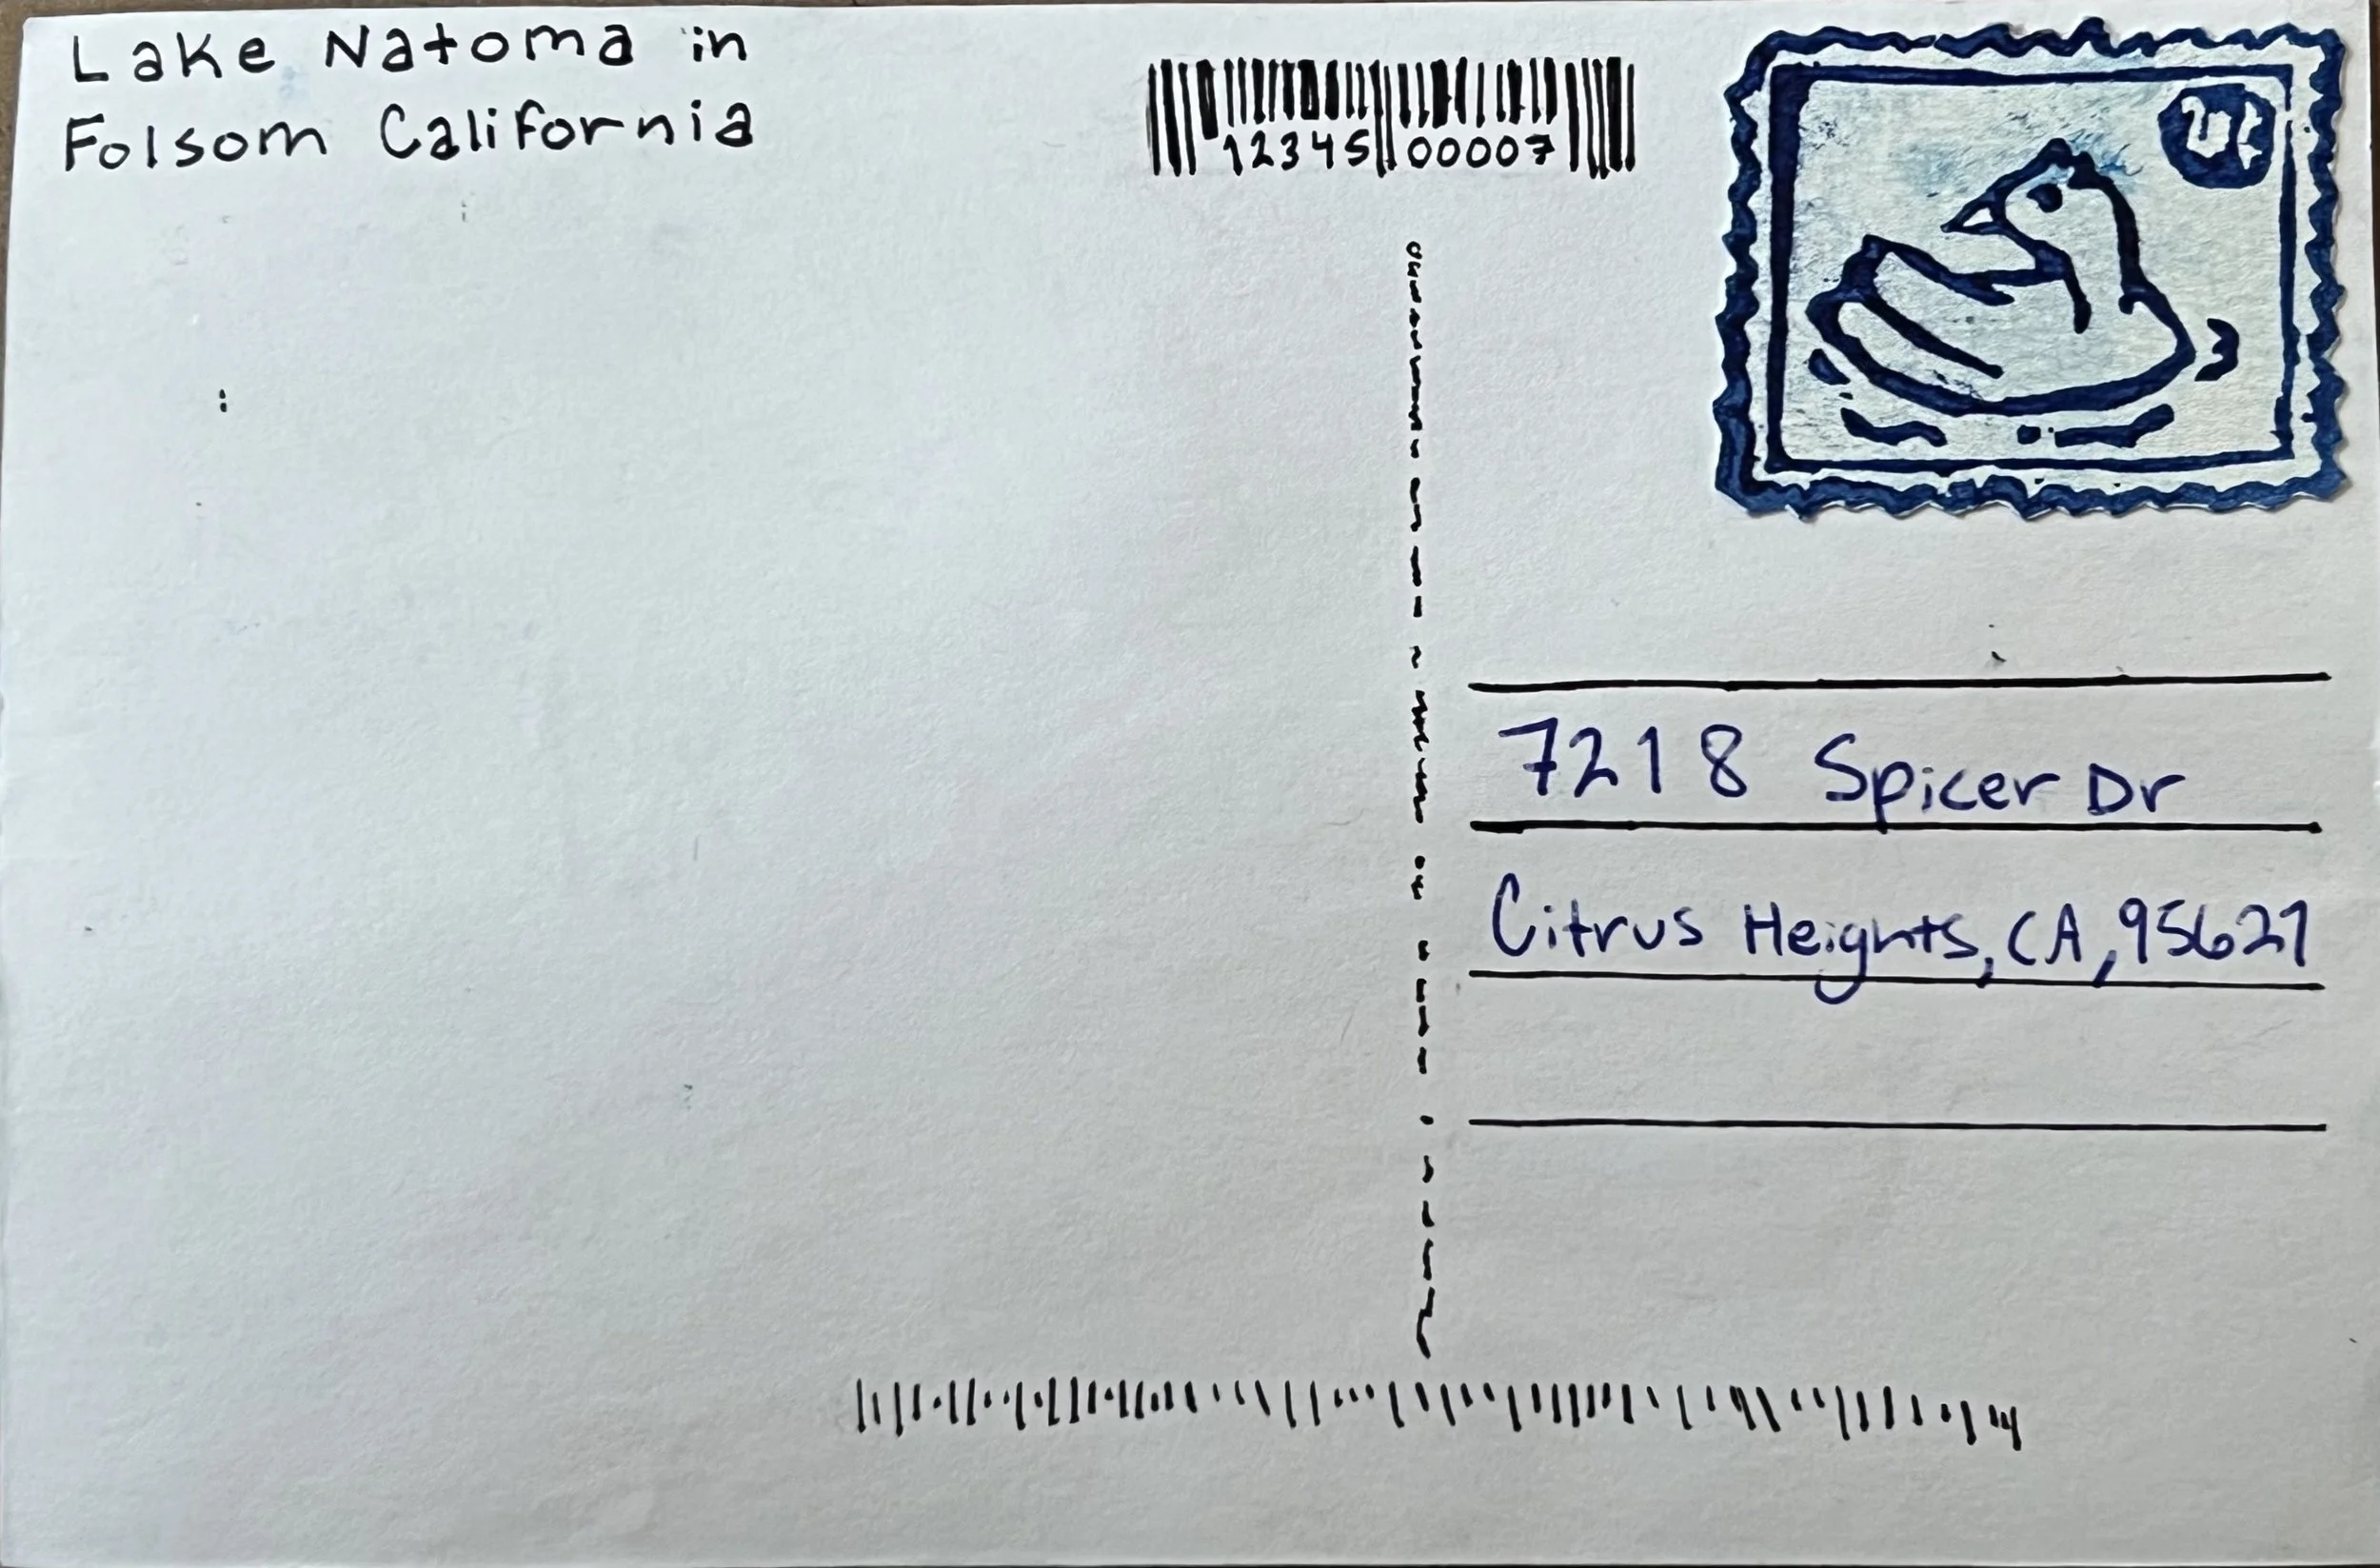 Lake Natoma in
Folsom California
12345 00007
7218 Spicer Dr
Citrus Heights, CA, 95621